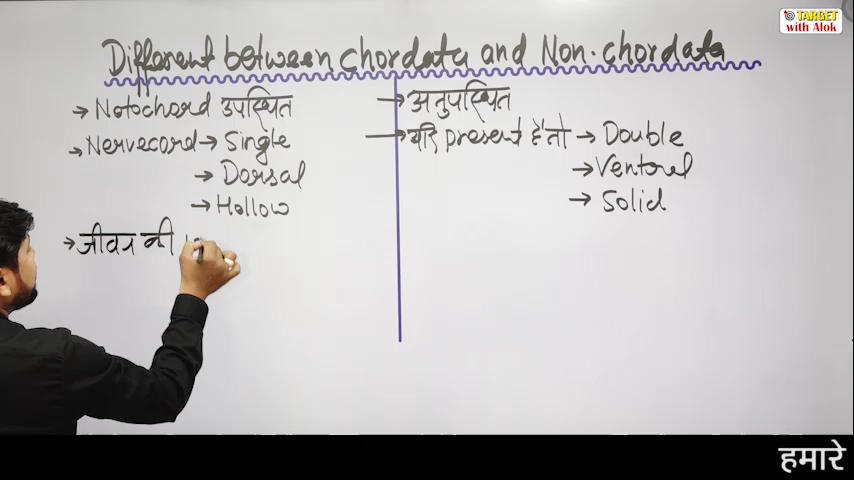 TARGET
with Alok
Different between Chordata and Non-chordata
→ Notochord उपस्थित
→ Nervecord → Single
→ Dorsal
→ Hollow
→ जीवन की
→ अनुपस्थित
→ यदि present है तो → Double
→ Ventoral
→ Solid
हमारे